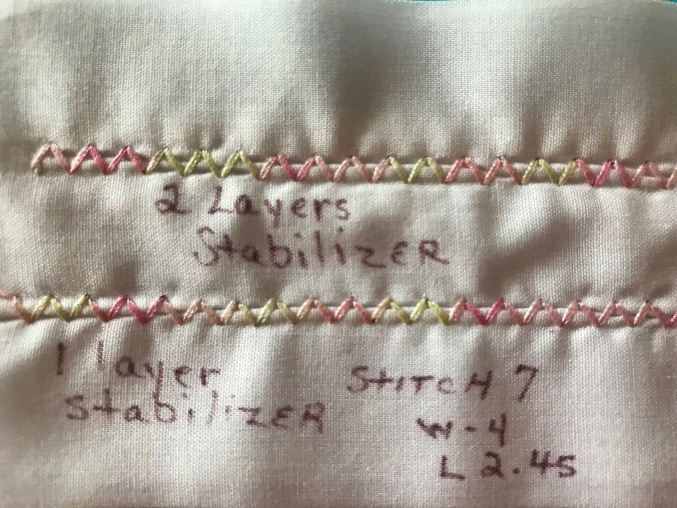 2 Layers
StabilizER
1 layer
stabilizER
StitcH 7
W-4
L 2.45